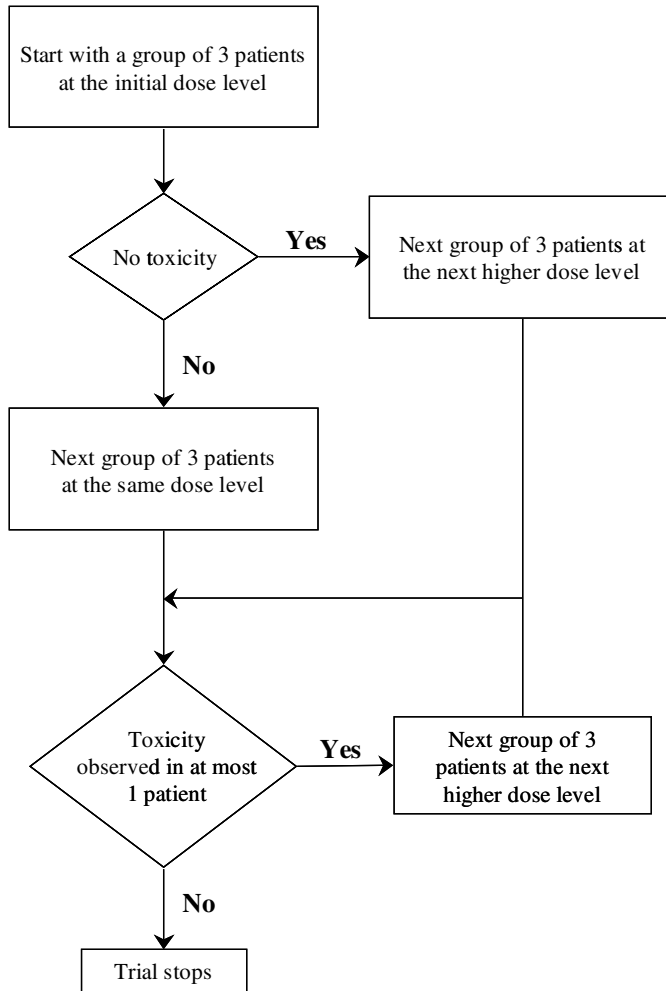 Start with a group of 3 patients
at the initial dose level
No toxicity
Yes
Next group of 3 patients at
the next higher dose level
No
Next group of 3 patients
at the same dose level
Toxicity
observed in at most
1 patient
Yes
Next group of 3
patients at the next
higher dose level
No
Trial stops